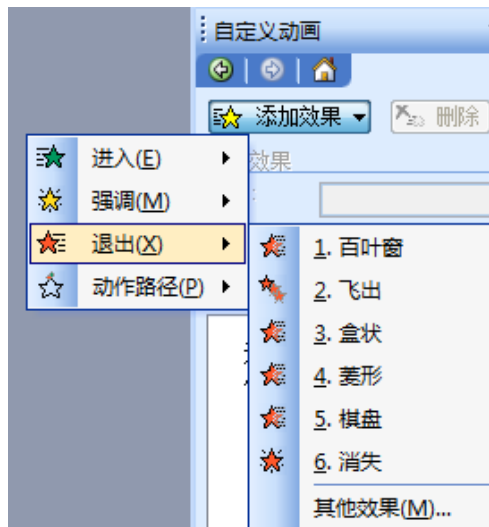 自定义动画
添加效果
删除
效果
进入(E)
强调(M)
退出(X)
动作路径(P)
1. 百叶窗
2. 飞出
3. 盒状
4. 菱形
5. 棋盘
6. 消失
其他效果(M)...